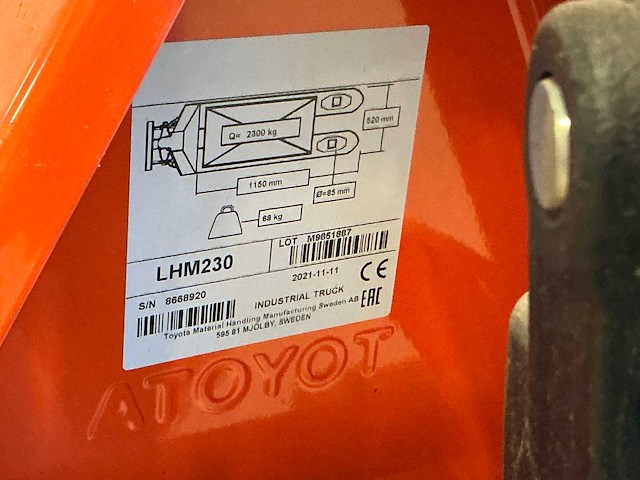 Q= 2300 kg
520 mm
1150 mm
Ø=85 mm
68 kg
LHM230
LOT M9851867
2021-11-11
CE
S/N 8668920
INDUSTRIAL TRUCK
EAC
Toyota Material Handling Manufacturing Sweden AB
595 81 MJÖLBY, SWEDEN
ATOYOT